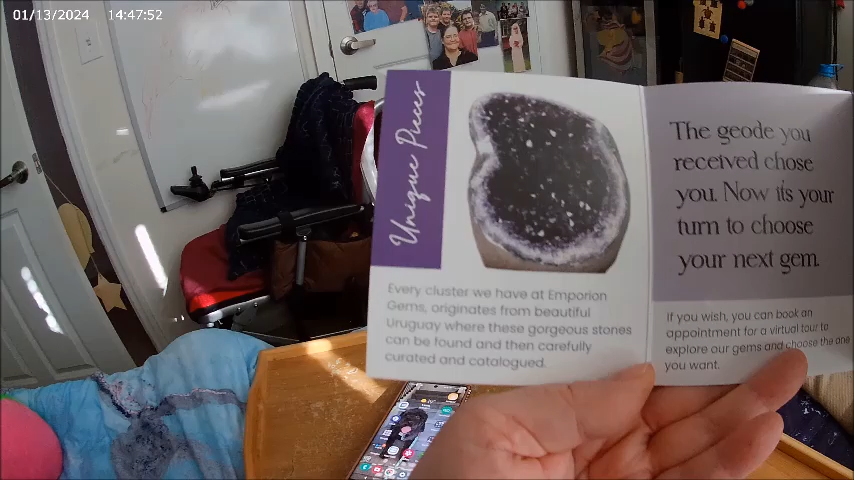 01/13/2024 14:47:52
Unique Pieces
Every cluster we have at Emporion
Gems, originates from beautiful
Uruguay where these gorgeous stones
can be found and then carefully
curated and catalogued.
The geode you
received chose
you. Now it's your
turn to choose
your next gem.
If you wish, you can book an
appointment for a virtual tour to
explore our gems and choose the one
you want.